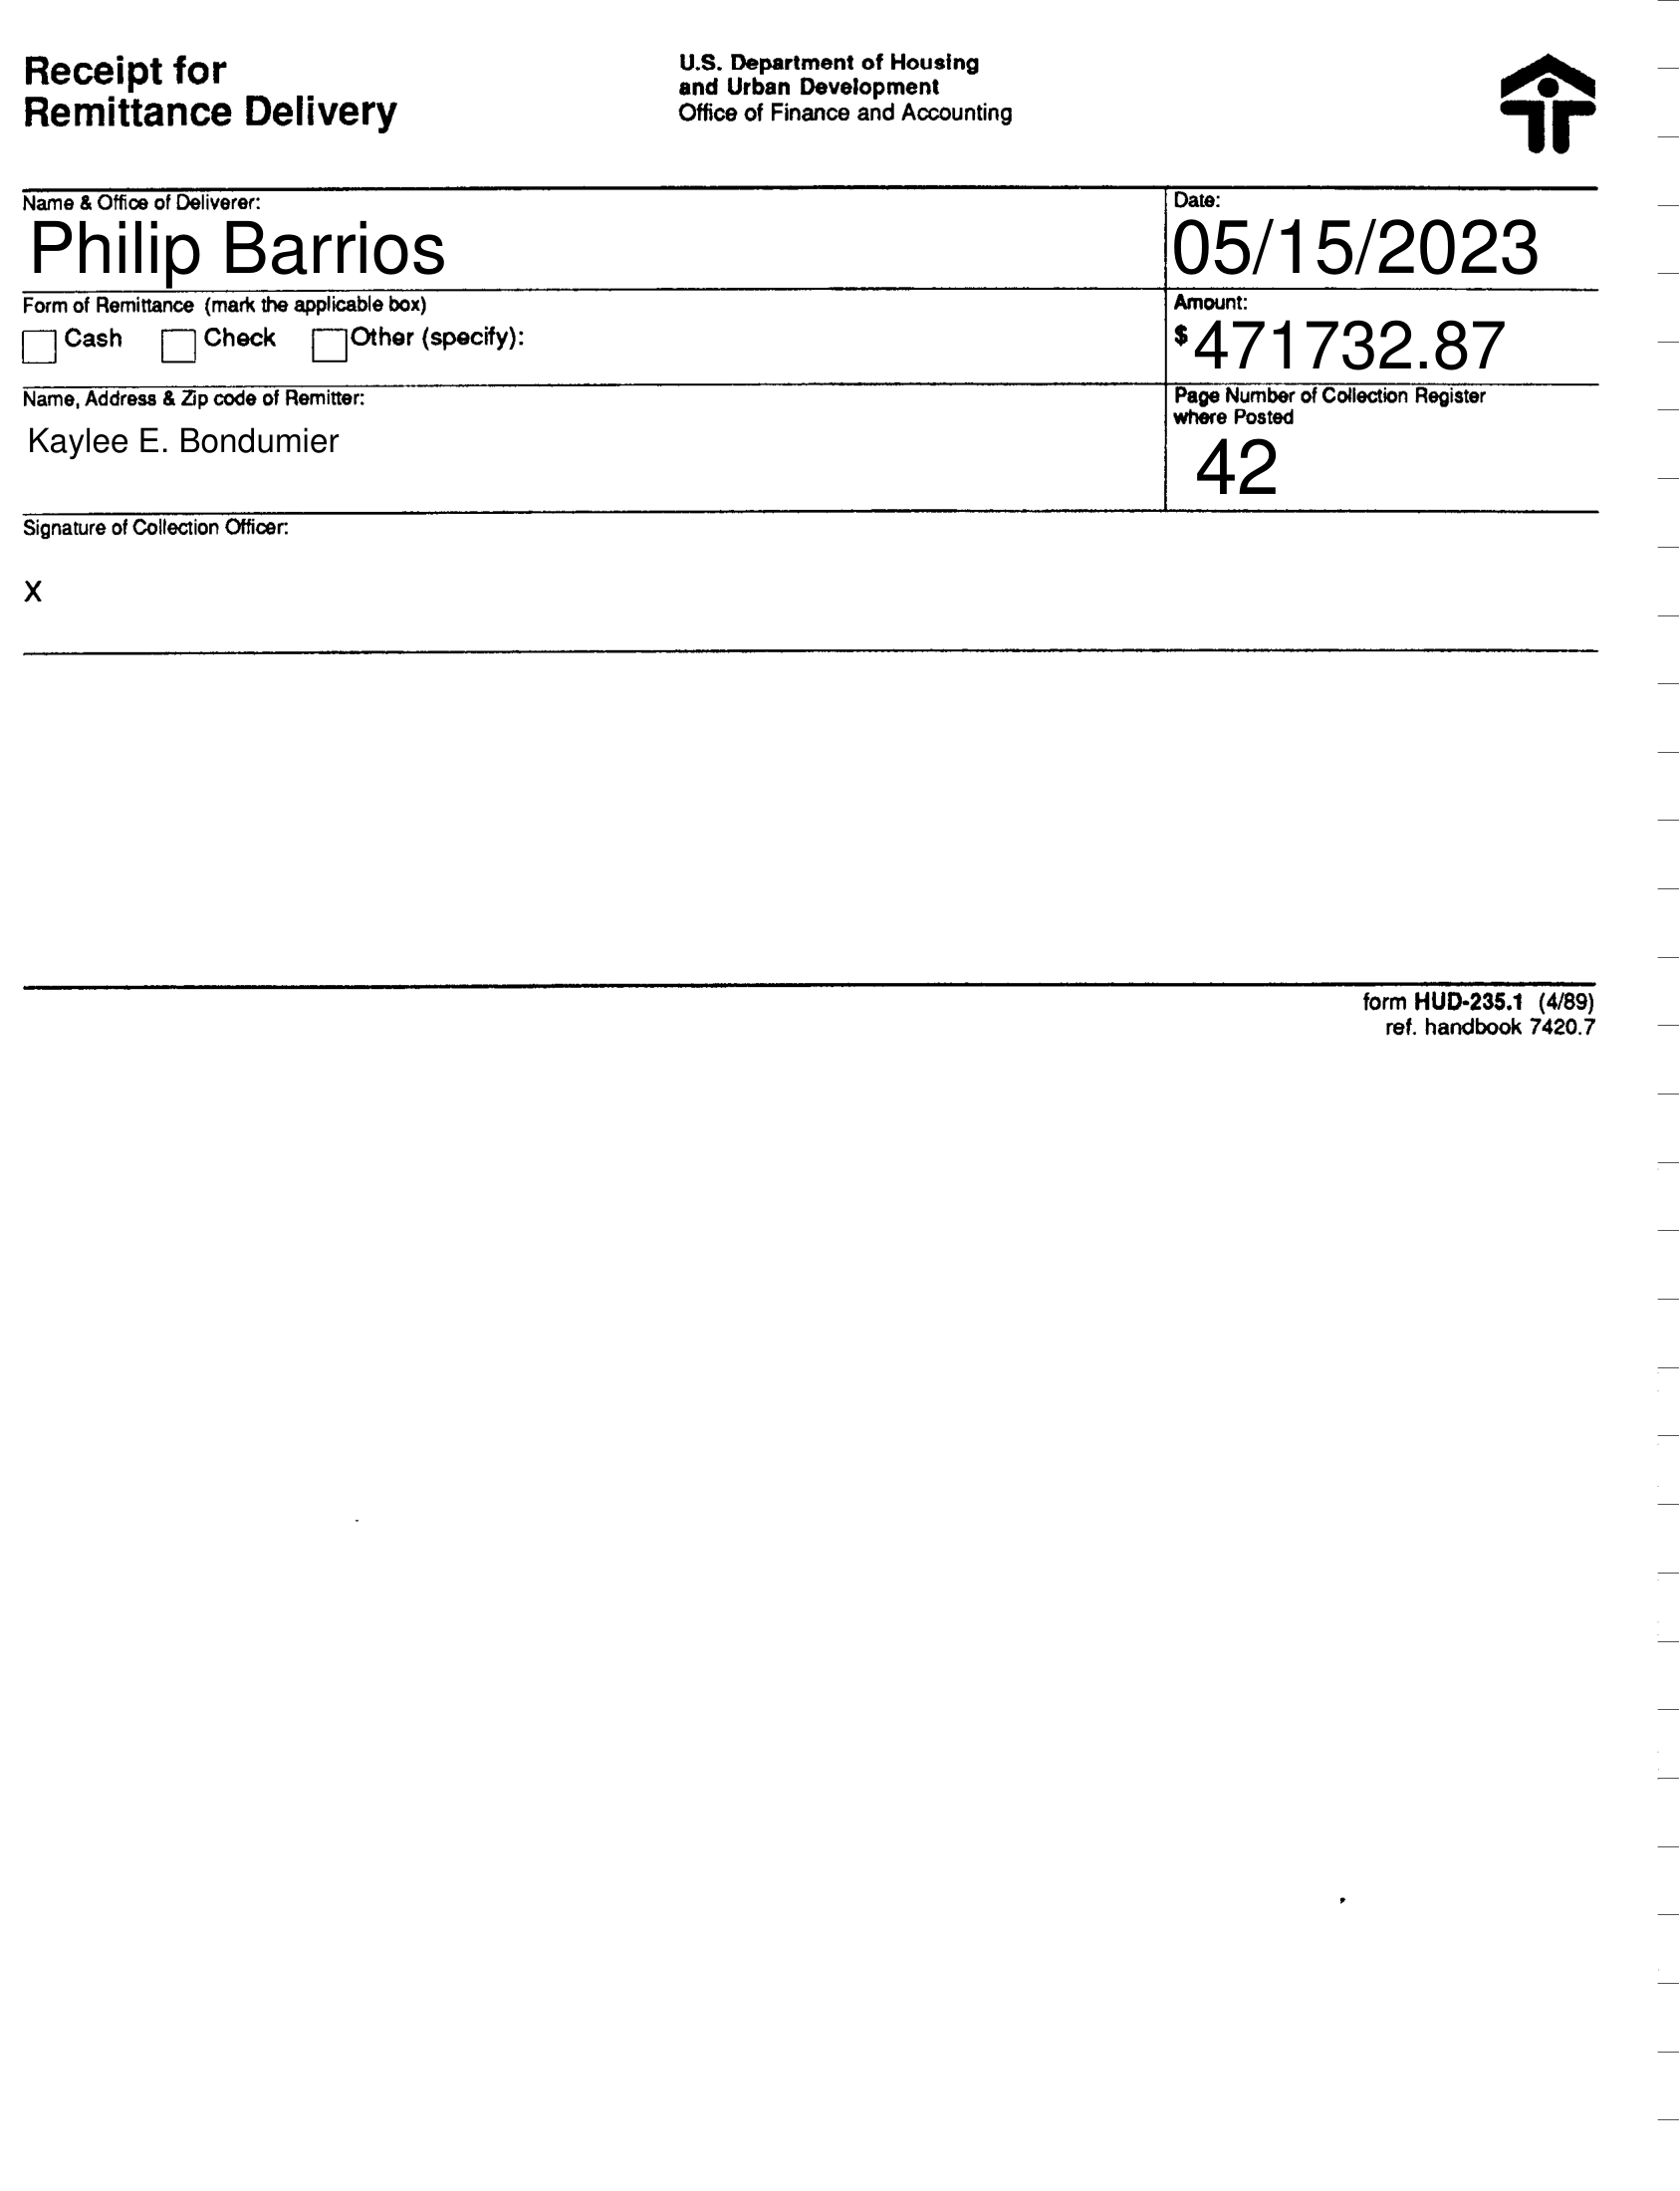 Receipt for
Remittance Delivery
U.S. Department of Housing
and Urban Development
Office of Finance and Accounting
Name & Office of Deliverer:
Philip Barrios
Date:
05/15/2023
Form of Remittance (mark the applicable box)
Cash Check Other (specify):
Amount:
$471732.87
Name, Address & Zip code of Remitter:
Kaylee E. Bondumier
Page Number of Collection Register
where Posted
42
Signature of Collection Officer:
X
form HUD-235.1 (4/89)
ref. handbook 7420.7